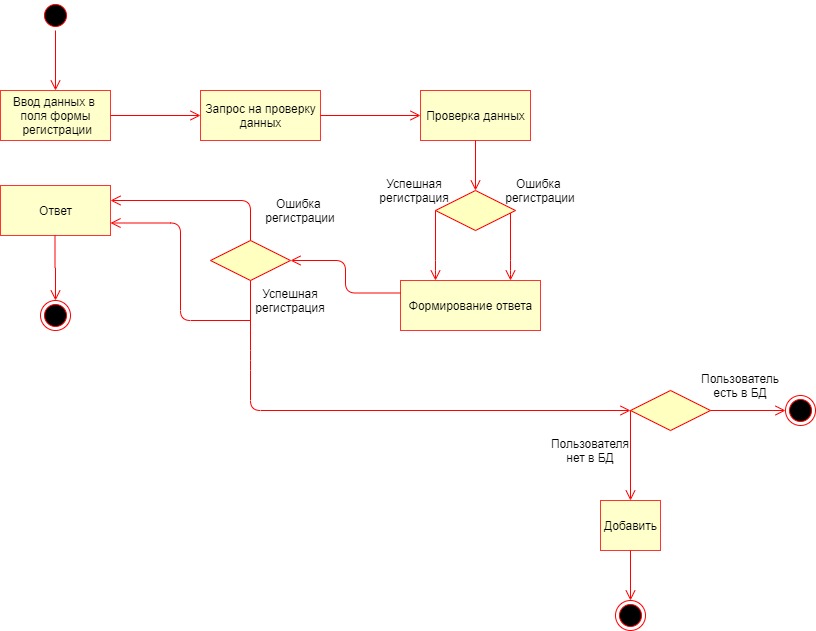 Ввод данных в
поля формы
регистрации
Запрос на проверку
данных
Проверка данных
Успешная
регистрация
Ошибка
регистрации
Ответ
Ошибка
регистрации
Успешная
регистрация
Формирование ответа
Пользователь
есть в БД
Пользователя
нет в БД
Добавить